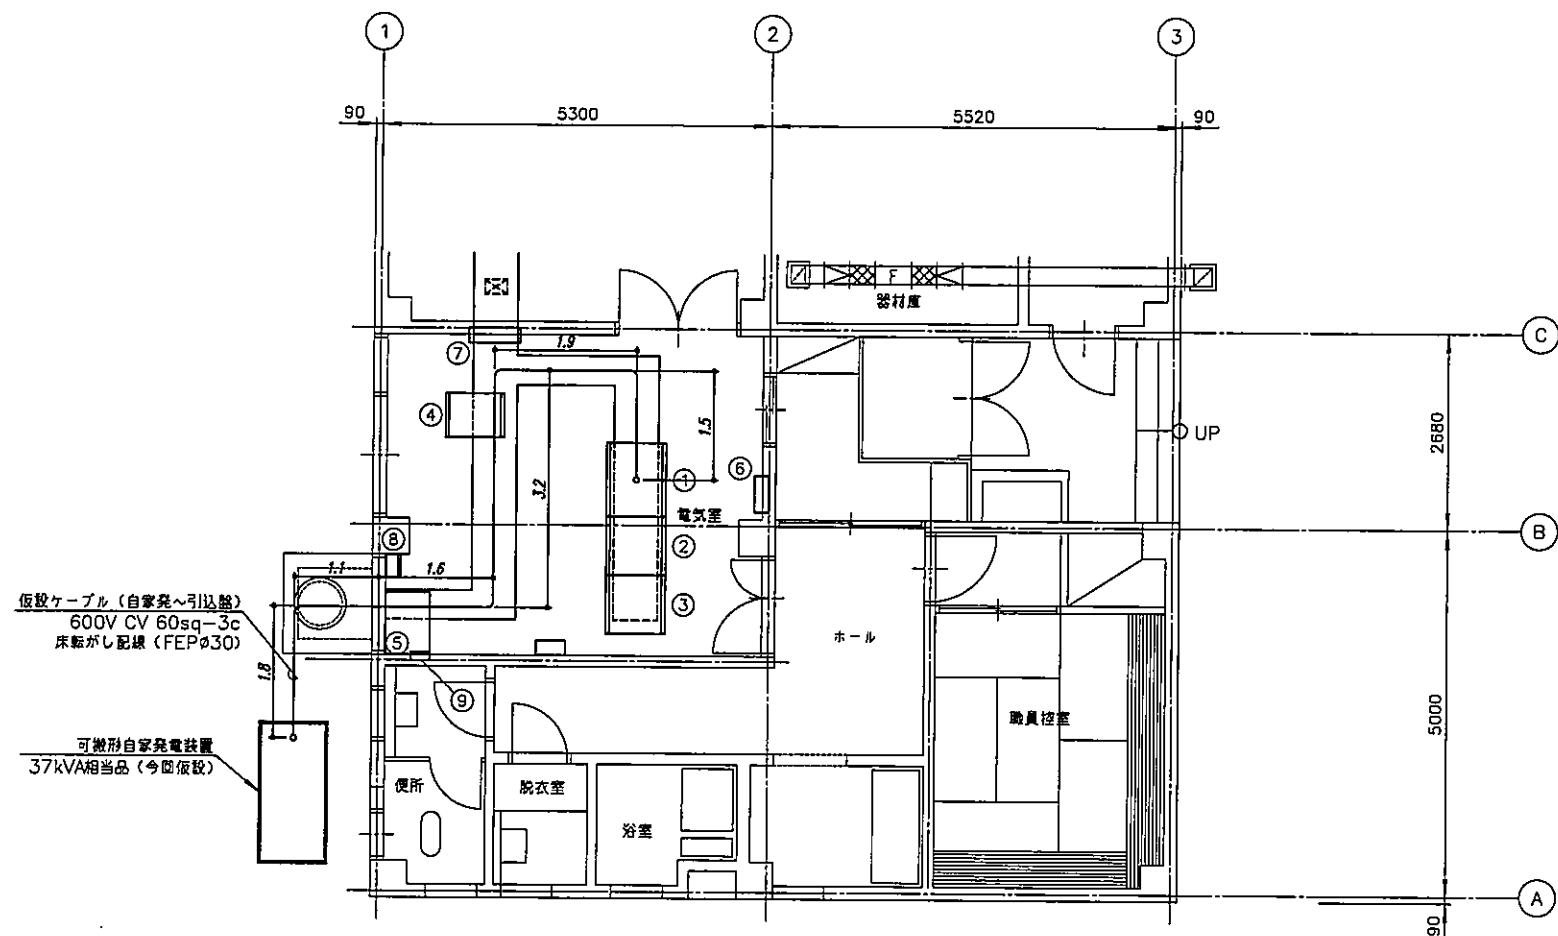 1
2
3
90
5300
5520
90
F
器材庫
C
⑦
1.9
④
1.5
⑥
①
3.2
UP
2680
電気室
B
⑧
②
1.1
1.6
③
仮設ケーブル（自家発～引込盤）
600V CV 60sq-3c
床転がし配線（FEPφ30）
⑤
ホール
1.8
⑨
職員控室
5000
可搬形自家発電装置
37kVA相当品（今回仮設）
便所
脱衣室
浴室
A
90